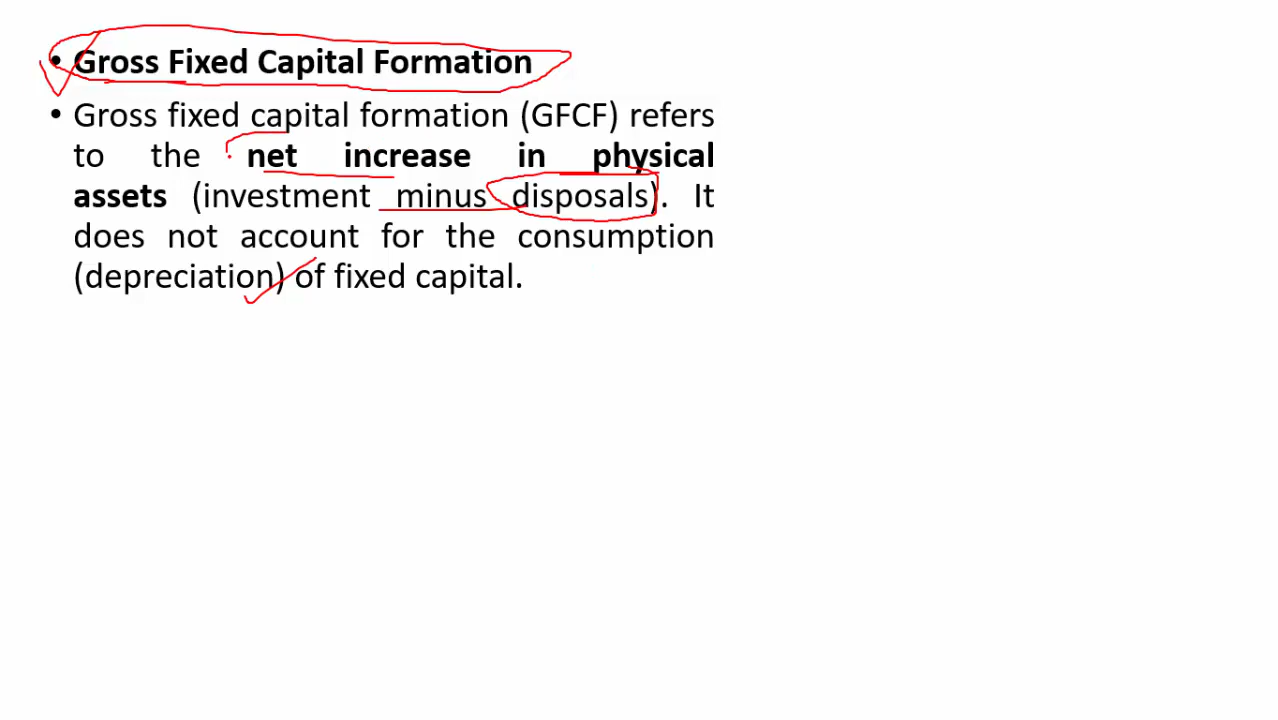 • Gross Fixed Capital Formation
• Gross fixed capital formation (GFCF) refers
to the net increase in physical
assets (investment minus disposals). It
does not account for the consumption
(depreciation) of fixed capital.